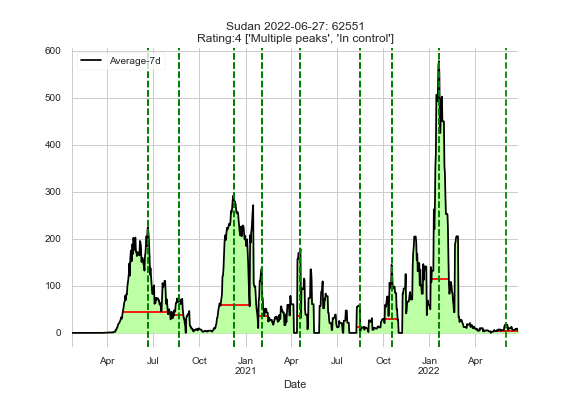 Sudan 2022-06-27: 62551
Rating:4 ['Multiple peaks', 'In control']
Average-7d
600
500
400
300
200
100
0
Apr Jul Oct Jan Apr Jul Oct Jan Apr
2021 2022
Date